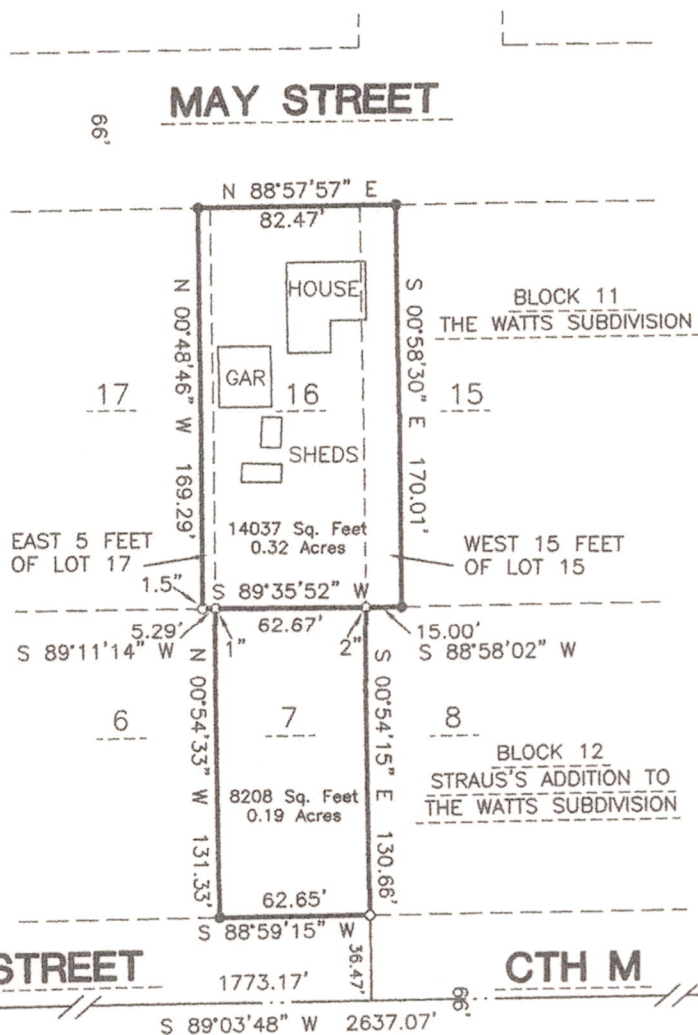 MAY STREET
66'
N 88°57'57" E
82.47'
N 00°48'46" W 169.29'
S 00°58'30" E 170.01'
HOUSE
BLOCK 11
THE WATTS SUBDIVISION
GAR
17
16
15
SHEDS
14037 Sq. Feet
0.32 Acres
EAST 5 FEET
OF LOT 17
WEST 15 FEET
OF LOT 15
1.5"
S 89°35'52" W
5.29'
62.67'
15.00'
S 89°11'14" W
1"
2"
S 88°58'02" W
N 00°54'33" W 131.33'
S 00°54'15" E 130.66'
6
7
8
BLOCK 12
STRAUS'S ADDITION TO
THE WATTS SUBDIVISION
8208 Sq. Feet
0.19 Acres
62.65'
S 88°59'15" W
36.47'
STREET
CTH M
1773.17'
66'
S 89°03'48" W 2637.07'